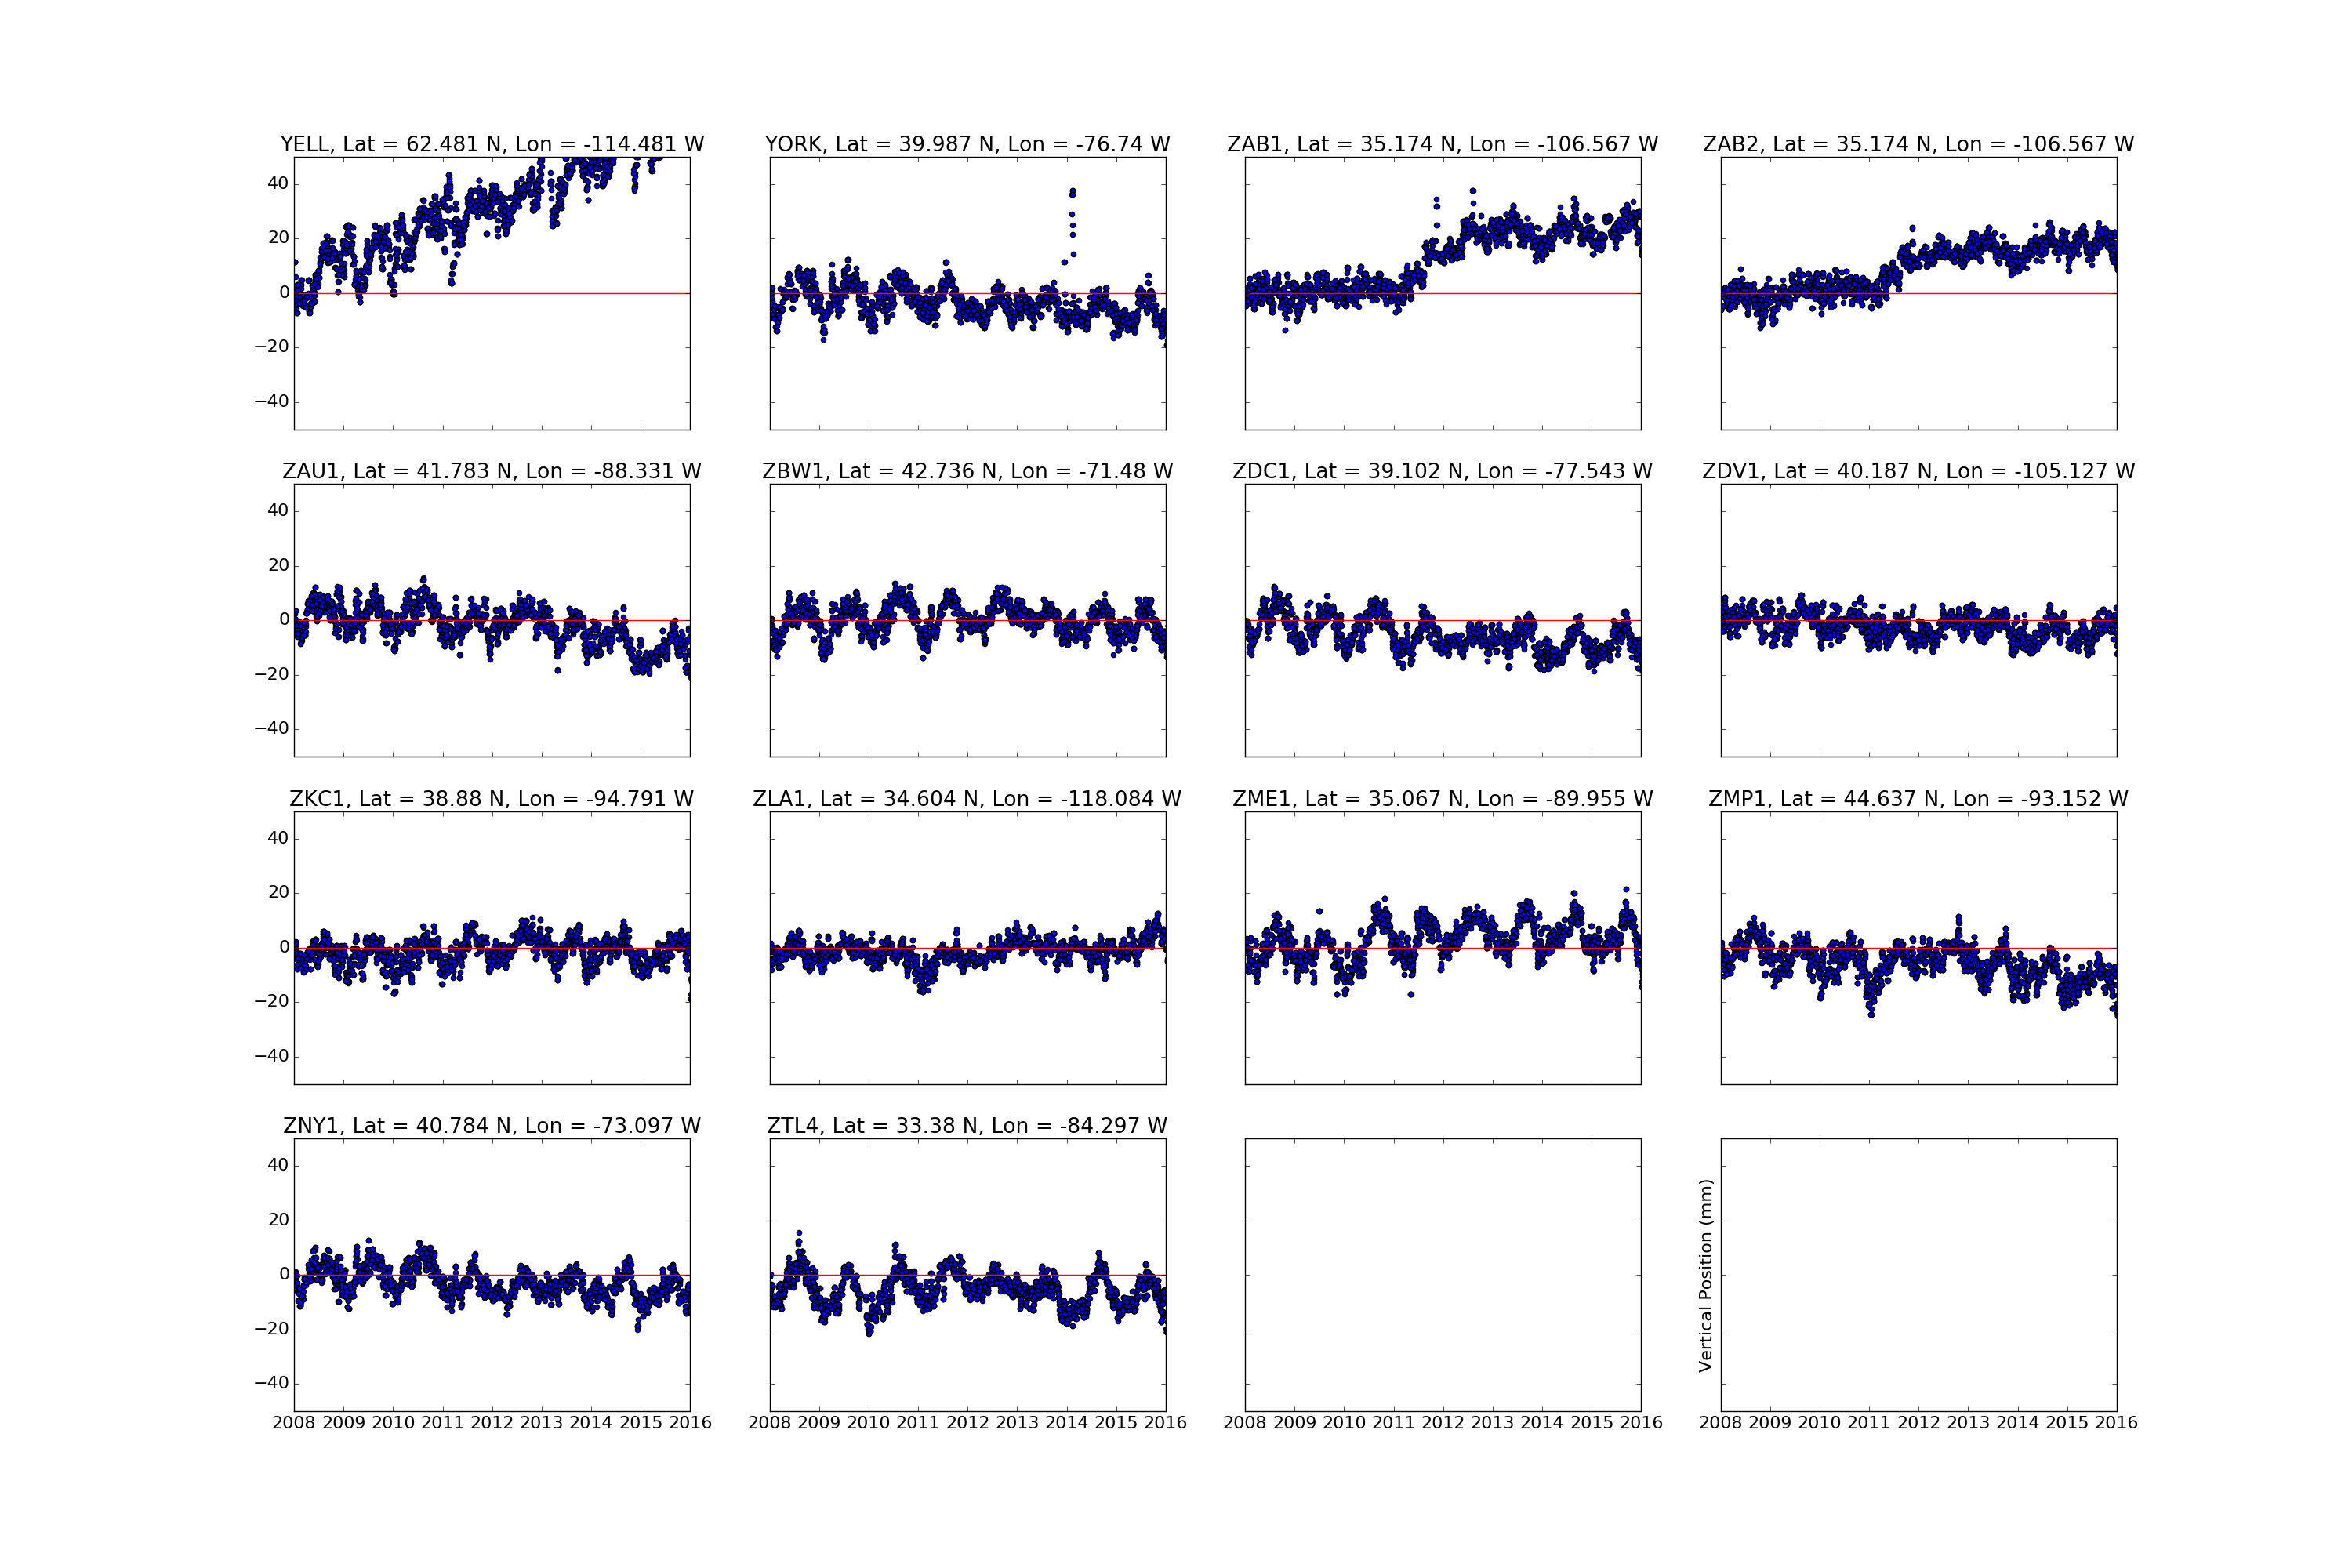 YELL, Lat = 62.481 N, Lon = -114.481 W
YORK, Lat = 39.987 N, Lon = -76.74 W
ZAB1, Lat = 35.174 N, Lon = -106.567 W
ZAB2, Lat = 35.174 N, Lon = -106.567 W
40
20
0
−20
−40
ZAU1, Lat = 41.783 N, Lon = -88.331 W
ZBW1, Lat = 42.736 N, Lon = -71.48 W
ZDC1, Lat = 39.102 N, Lon = -77.543 W
ZDV1, Lat = 40.187 N, Lon = -105.127 W
40
20
0
−20
−40
ZKC1, Lat = 38.88 N, Lon = -94.791 W
ZLA1, Lat = 34.604 N, Lon = -118.084 W
ZME1, Lat = 35.067 N, Lon = -89.955 W
ZMP1, Lat = 44.637 N, Lon = -93.152 W
40
20
0
−20
−40
ZNY1, Lat = 40.784 N, Lon = -73.097 W
ZTL4, Lat = 33.38 N, Lon = -84.297 W
40
20
0
−20
−40
Vertical Position (mm)
2008 2009 2010 2011 2012 2013 2014 2015 2016
2008 2009 2010 2011 2012 2013 2014 2015 2016
2008 2009 2010 2011 2012 2013 2014 2015 2016
2008 2009 2010 2011 2012 2013 2014 2015 2016